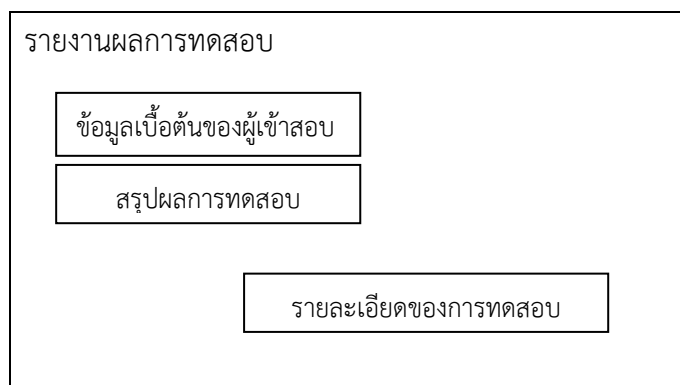 รายงานผลการทดสอบ
ข้อมูลเบื้อต้นของผู้เข้าสอบ
สรุปผลการทดสอบ
รายละเอียดของการทดสอบ